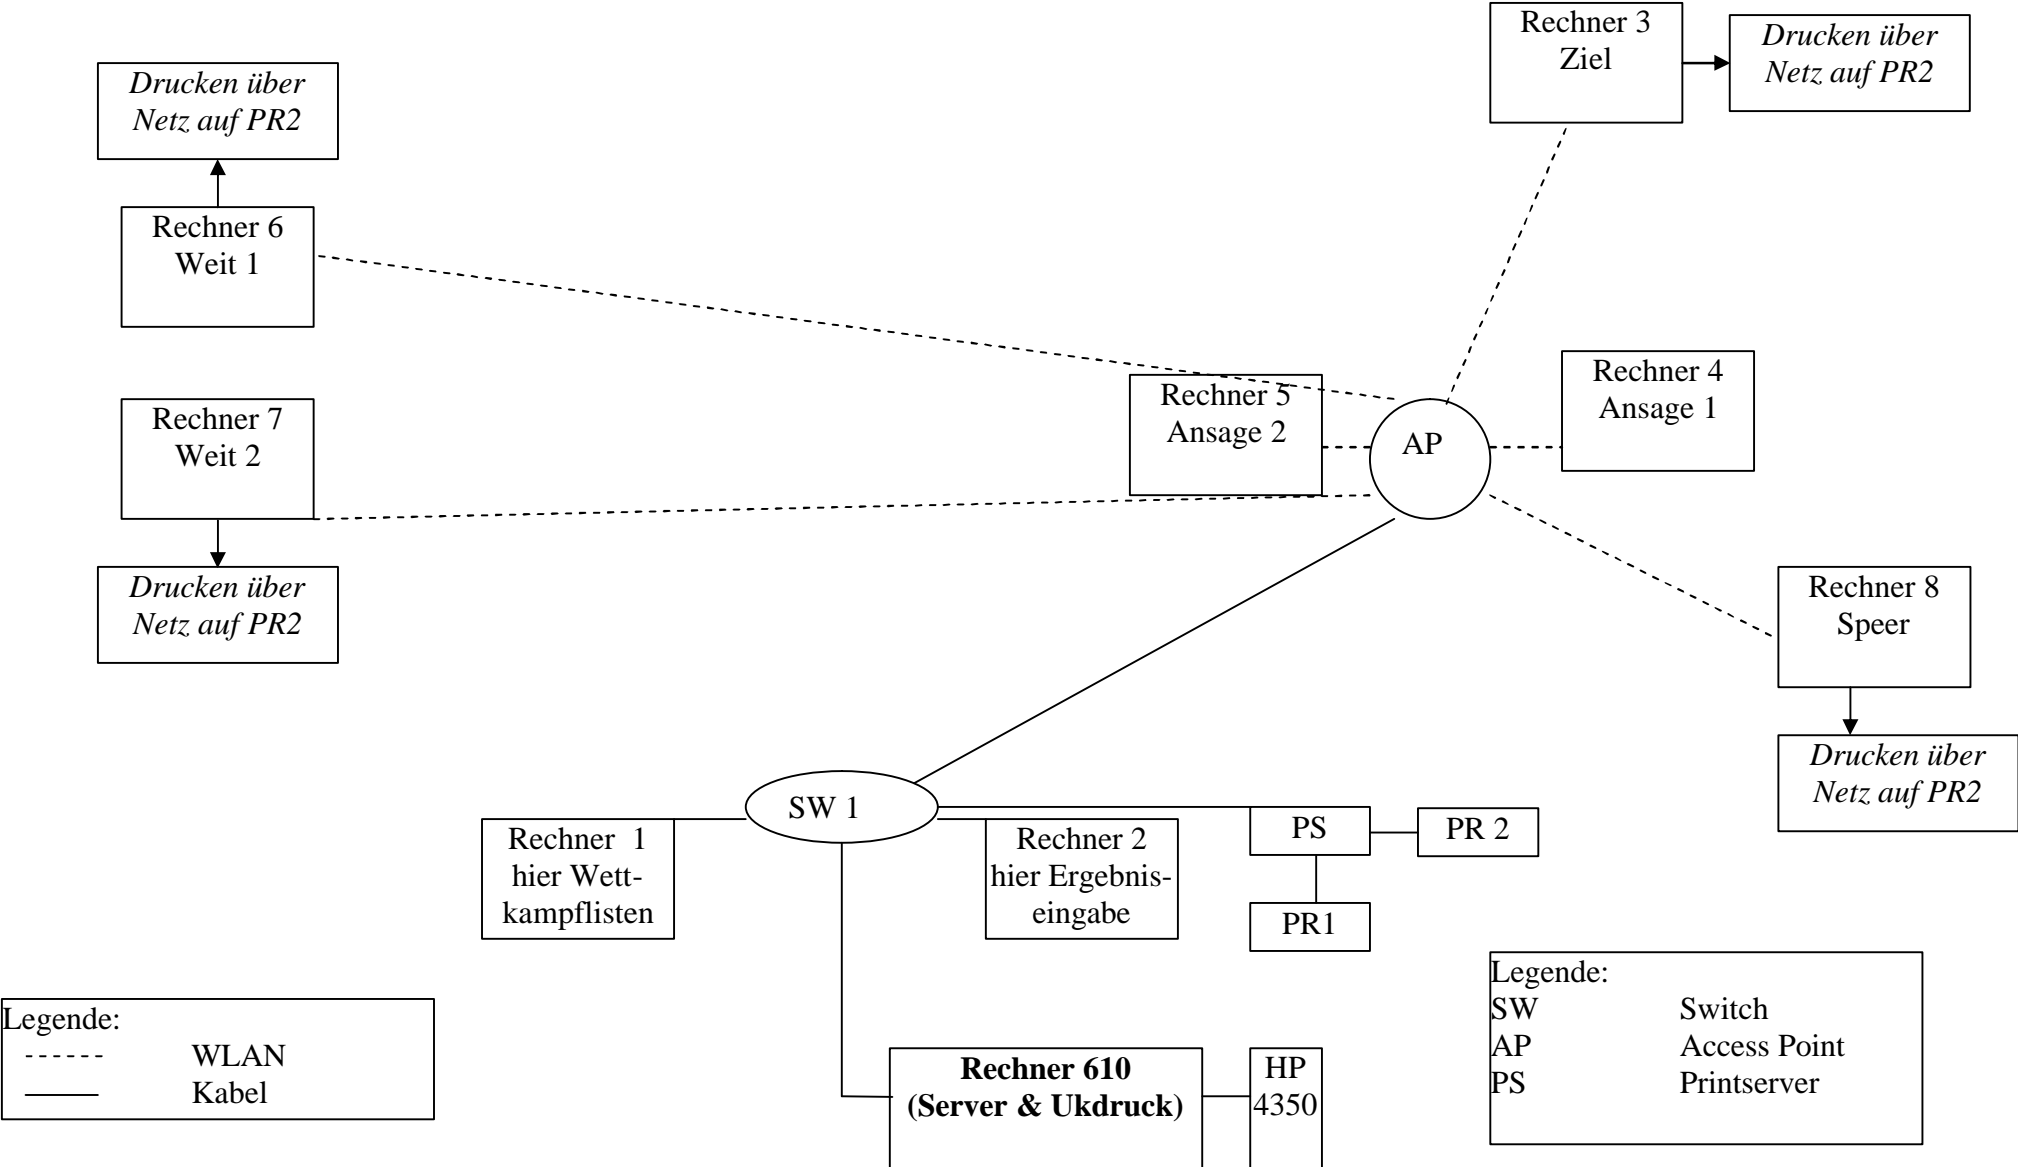 Rechner 3
Ziel
Drucken über
Netz auf PR2
Drucken über
Netz auf PR2
Rechner 6
Weit 1
Rechner 7
Weit 2
Drucken über
Netz auf PR2
Rechner 5
Ansage 2
AP
Rechner 4
Ansage 1
Rechner 8
Speer
Drucken über
Netz auf PR2
SW 1
Rechner 1
hier Wett-
kampflisten
Rechner 2
hier Ergebnis-
eingabe
PS
PR 2
PR1
Rechner 610
(Server & Ukdruck)
HP
4350
Legende:
WLAN
Kabel
Legende:
SW Switch
AP Access Point
PS Printserver